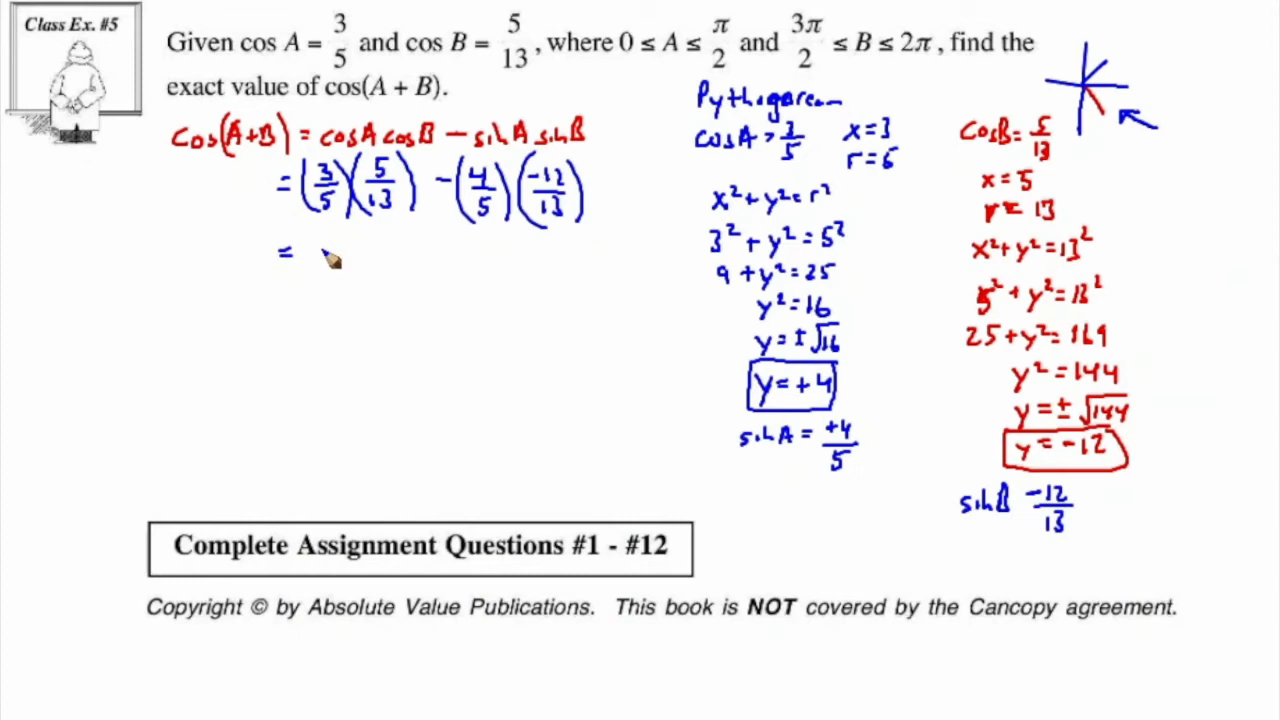 Class Ex. #5
Given cos A = 3/5 and cos B = 5/13, where 0 ≤ A ≤ π/2 and 3π/2 ≤ B ≤ 2π, find the
exact value of cos(A + B).
cos(A+B) = cosA cosB − sinA sinB
= (3/5)(5/13) − (4/5)(−12/13)
=
Pythagorean
cosA = 3/5
x=3
r=5
x² + y² = r²
3² + y² = 5²
9 + y² = 25
y² = 16
y = ± √16
y = +4
sinA = +4/5
cosB = 5/13
x = 5
r = 13
x² + y² = 13²
5² + y² = 13²
25 + y² = 169
y² = 144
y = ± √144
y = −12
sinB −12/13
Complete Assignment Questions #1 - #12
Copyright © by Absolute Value Publications. This book is NOT covered by the Cancopy agreement.